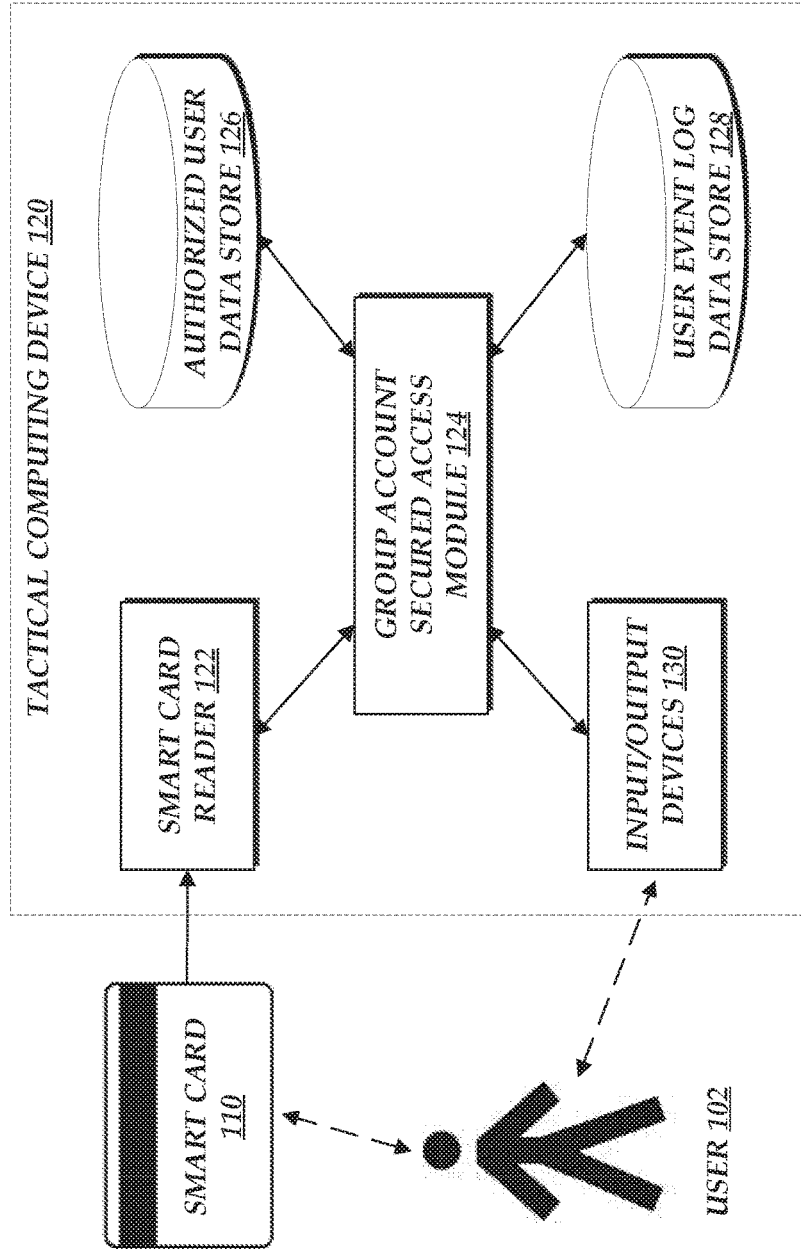 TACTICAL COMPUTING DEVICE 120
SMART CARD
110
SMART CARD
READER 122
AUTHORIZED USER
DATA STORE 126
GROUP ACCOUNT
SECURED ACCESS
MODULE 124
USER 102
INPUT/OUTPUT
DEVICES 130
USER EVENT LOG
DATA STORE 128